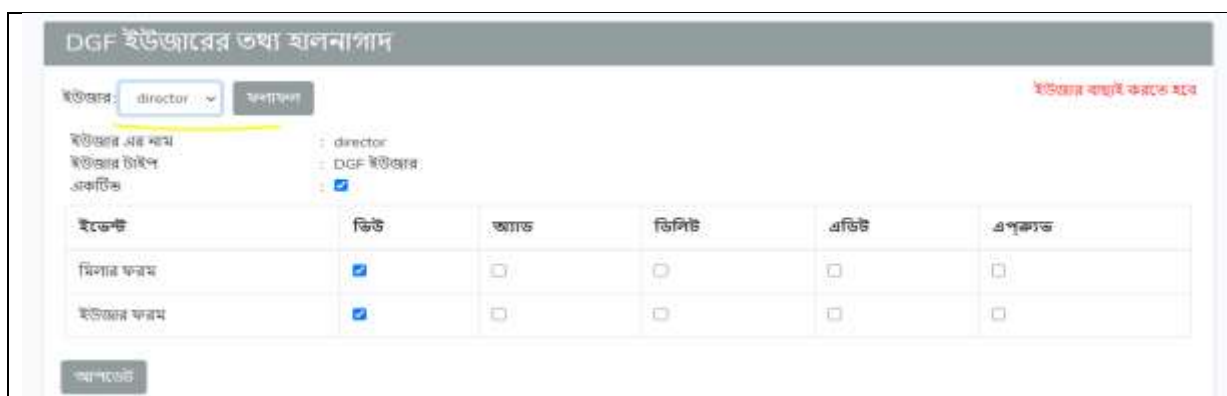 DGF ইউজারের তথ্য হালনাগাদ
ইউজার: director ফলাফল ইউজার বাছাই করতে হবে
ইউজার এর নাম : director
ইউজার টাইপ : DGF ইউজার
একটিভ :
ইভেন্ট ভিউ অ্যাড ডিলিট এডিট এপ্রুভ
মিলার ফরম
ইউজার ফরম
আপডেট